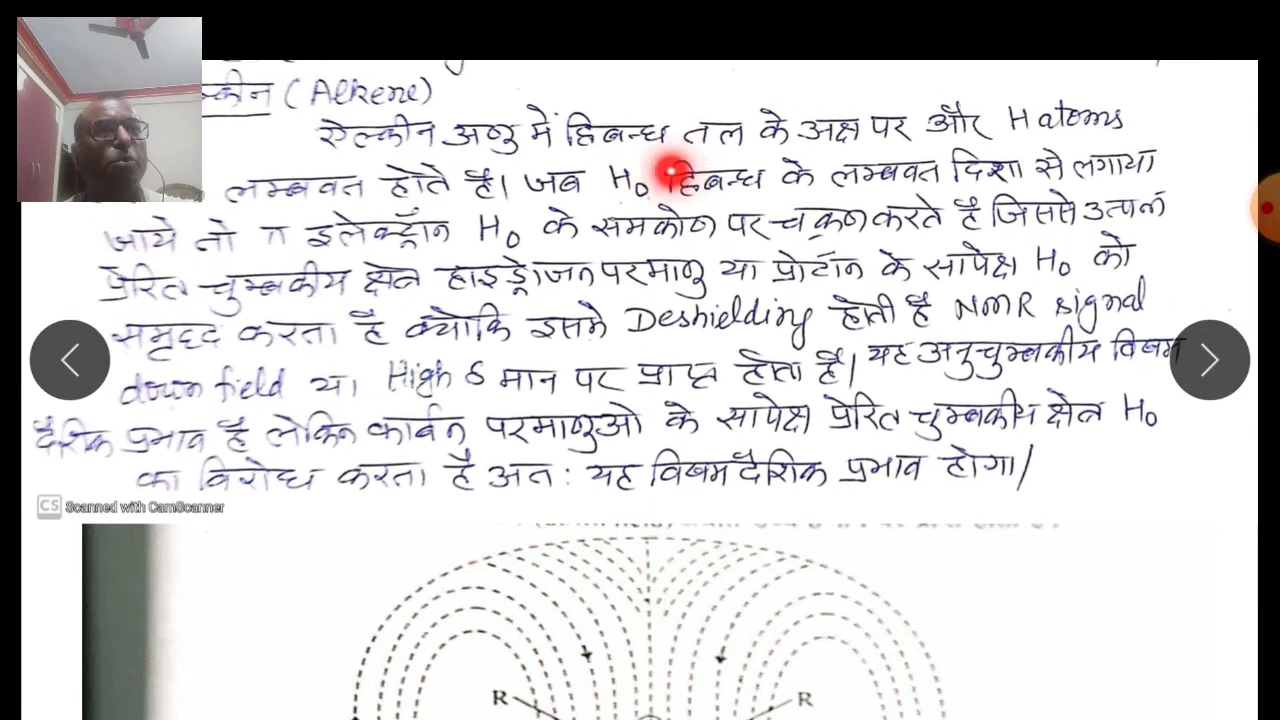 ल्कीन (Alkene)
ऐल्कीन अणु में द्विबन्ध तल के अक्ष पर और H atoms
लम्बवत होते है। जब H₀ द्विबन्ध के लम्बवत दिशा से लगाया
जाये तो π इलेक्ट्रॉन H₀ के समकोण पर चक्रण करते है जिससे उत्पन्न
प्रेरित चुम्बकीय क्षेत्र हाइड्रोजन परमाणु या प्रोटॉन के सापेक्ष H₀ को
समृद्ध करता है क्योकि इसमे Deshielding होती है NMR signal
down field या High δ मान पर प्राप्त होता है। यह अनुचुम्बकीय विषम
दैशिक प्रभाव है लेकिन कार्बन परमाणुओ के सापेक्ष प्रेरित चुम्बकीय क्षेत्र H₀
का विरोध करता है अत: यह विषमदैशिक प्रभाव होगा।
CS Scanned with CamScanner
R R